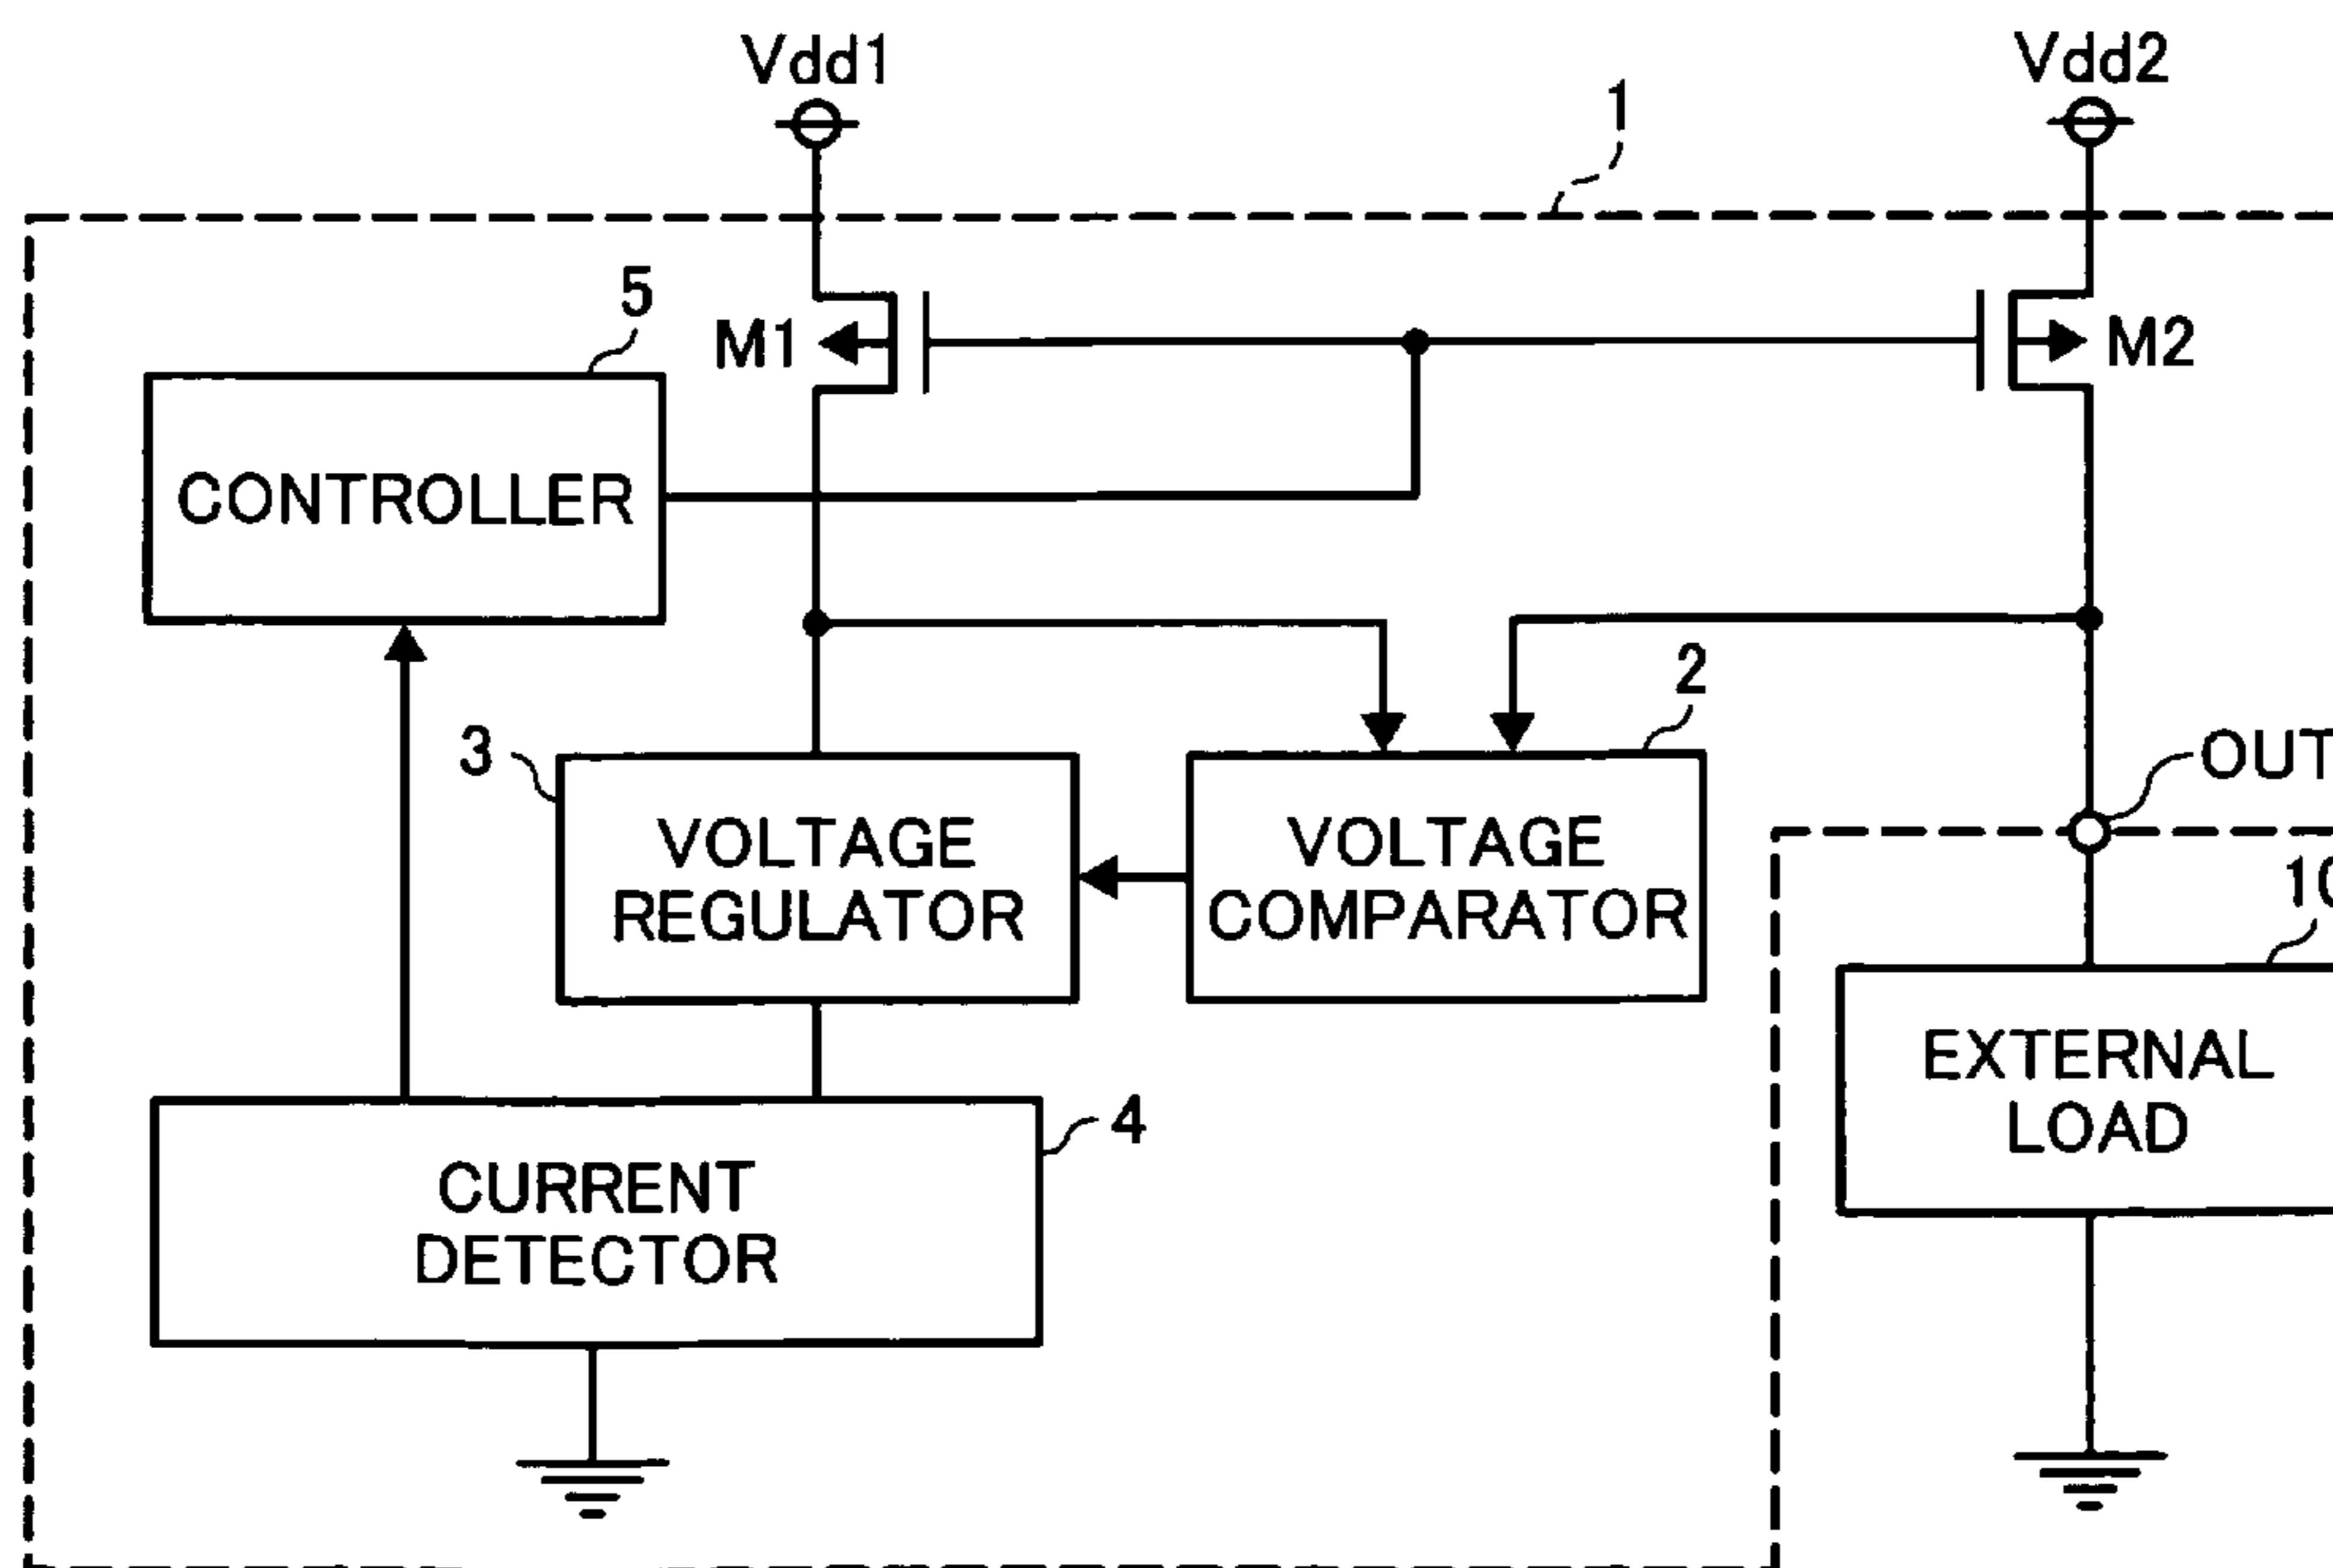 Vdd1
Vdd2
1
5
M1
M2
CONTROLLER
2
3
OUT
VOLTAGE
REGULATOR
VOLTAGE
COMPARATOR
10
EXTERNAL
LOAD
4
CURRENT
DETECTOR